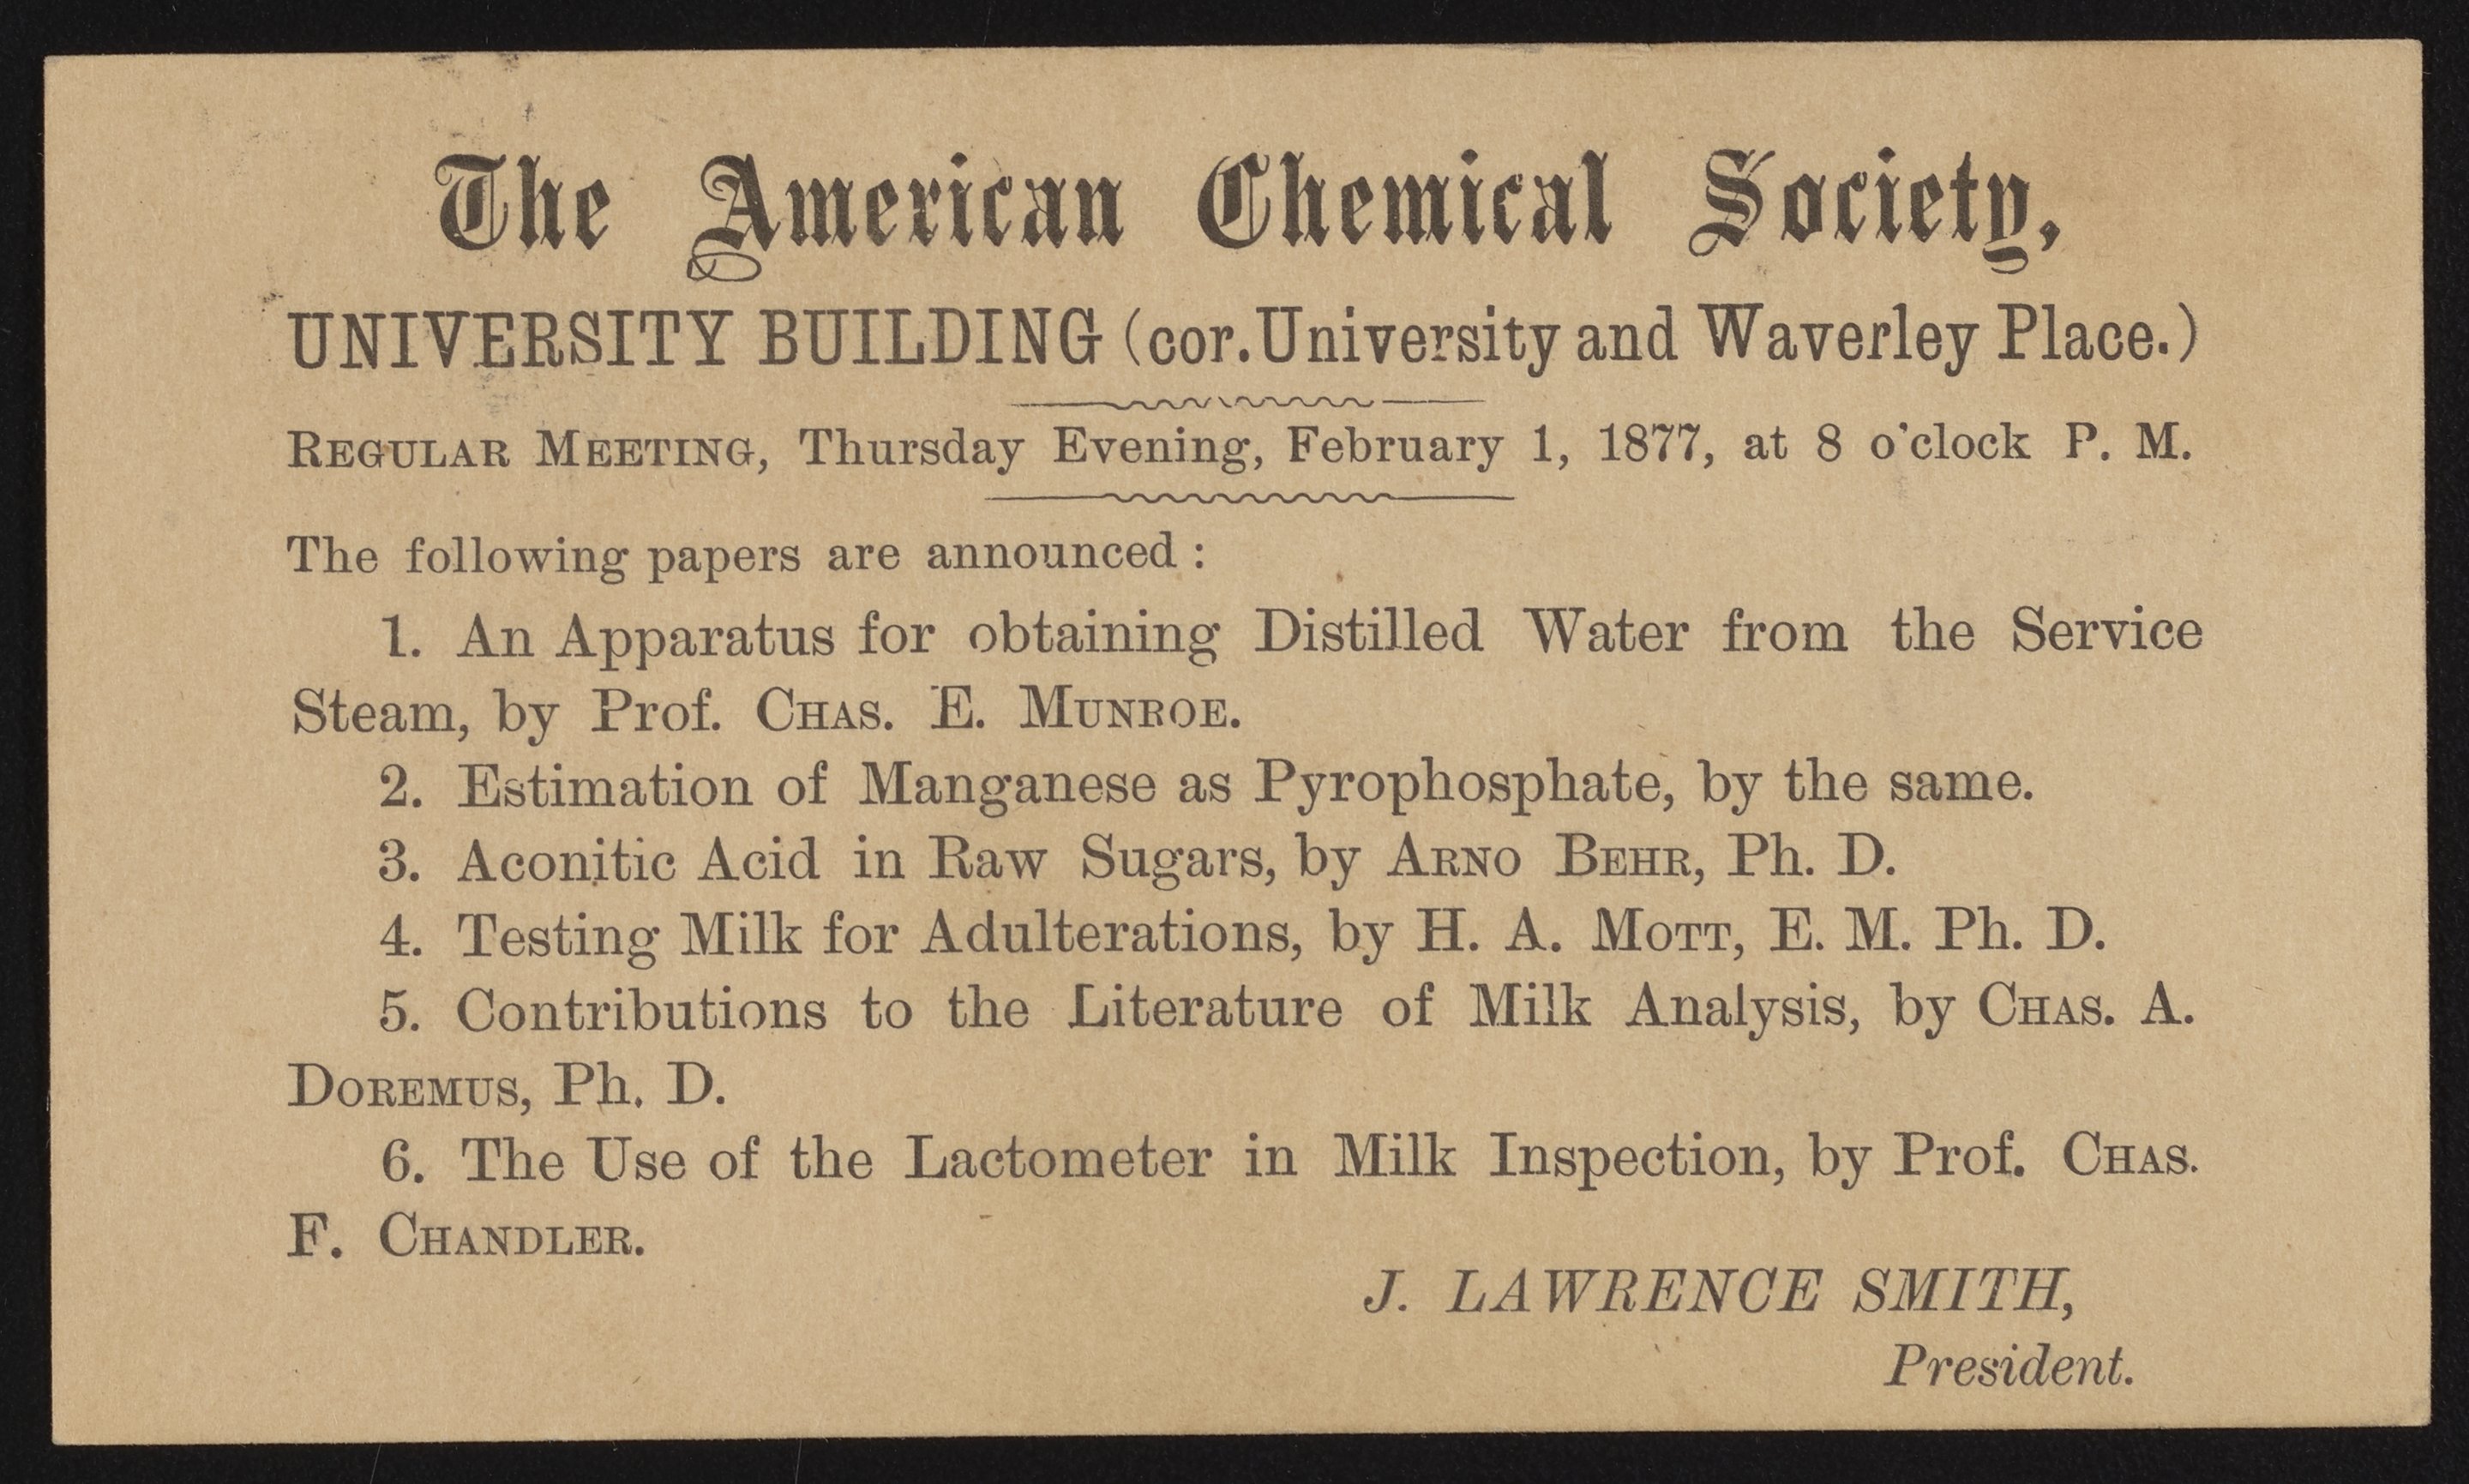 The American Chemical Society,
UNIVERSITY BUILDING (cor. University and Waverley Place.)
REGULAR MEETING, Thursday Evening, February 1, 1877, at 8 o'clock P. M.
The following papers are announced :
1. An Apparatus for obtaining Distilled Water from the Service
Steam, by Prof. CHAS. E. MUNROE.
2. Estimation of Manganese as Pyrophosphate, by the same.
3. Aconitic Acid in Raw Sugars, by ARNO BEHR, Ph. D.
4. Testing Milk for Adulterations, by H. A. MOTT, E. M. Ph. D.
5. Contributions to the Literature of Milk Analysis, by CHAS. A.
DOREMUS, Ph. D.
6. The Use of the Lactometer in Milk Inspection, by Prof. CHAS.
F. CHANDLER.
J. LAWRENCE SMITH,
President.